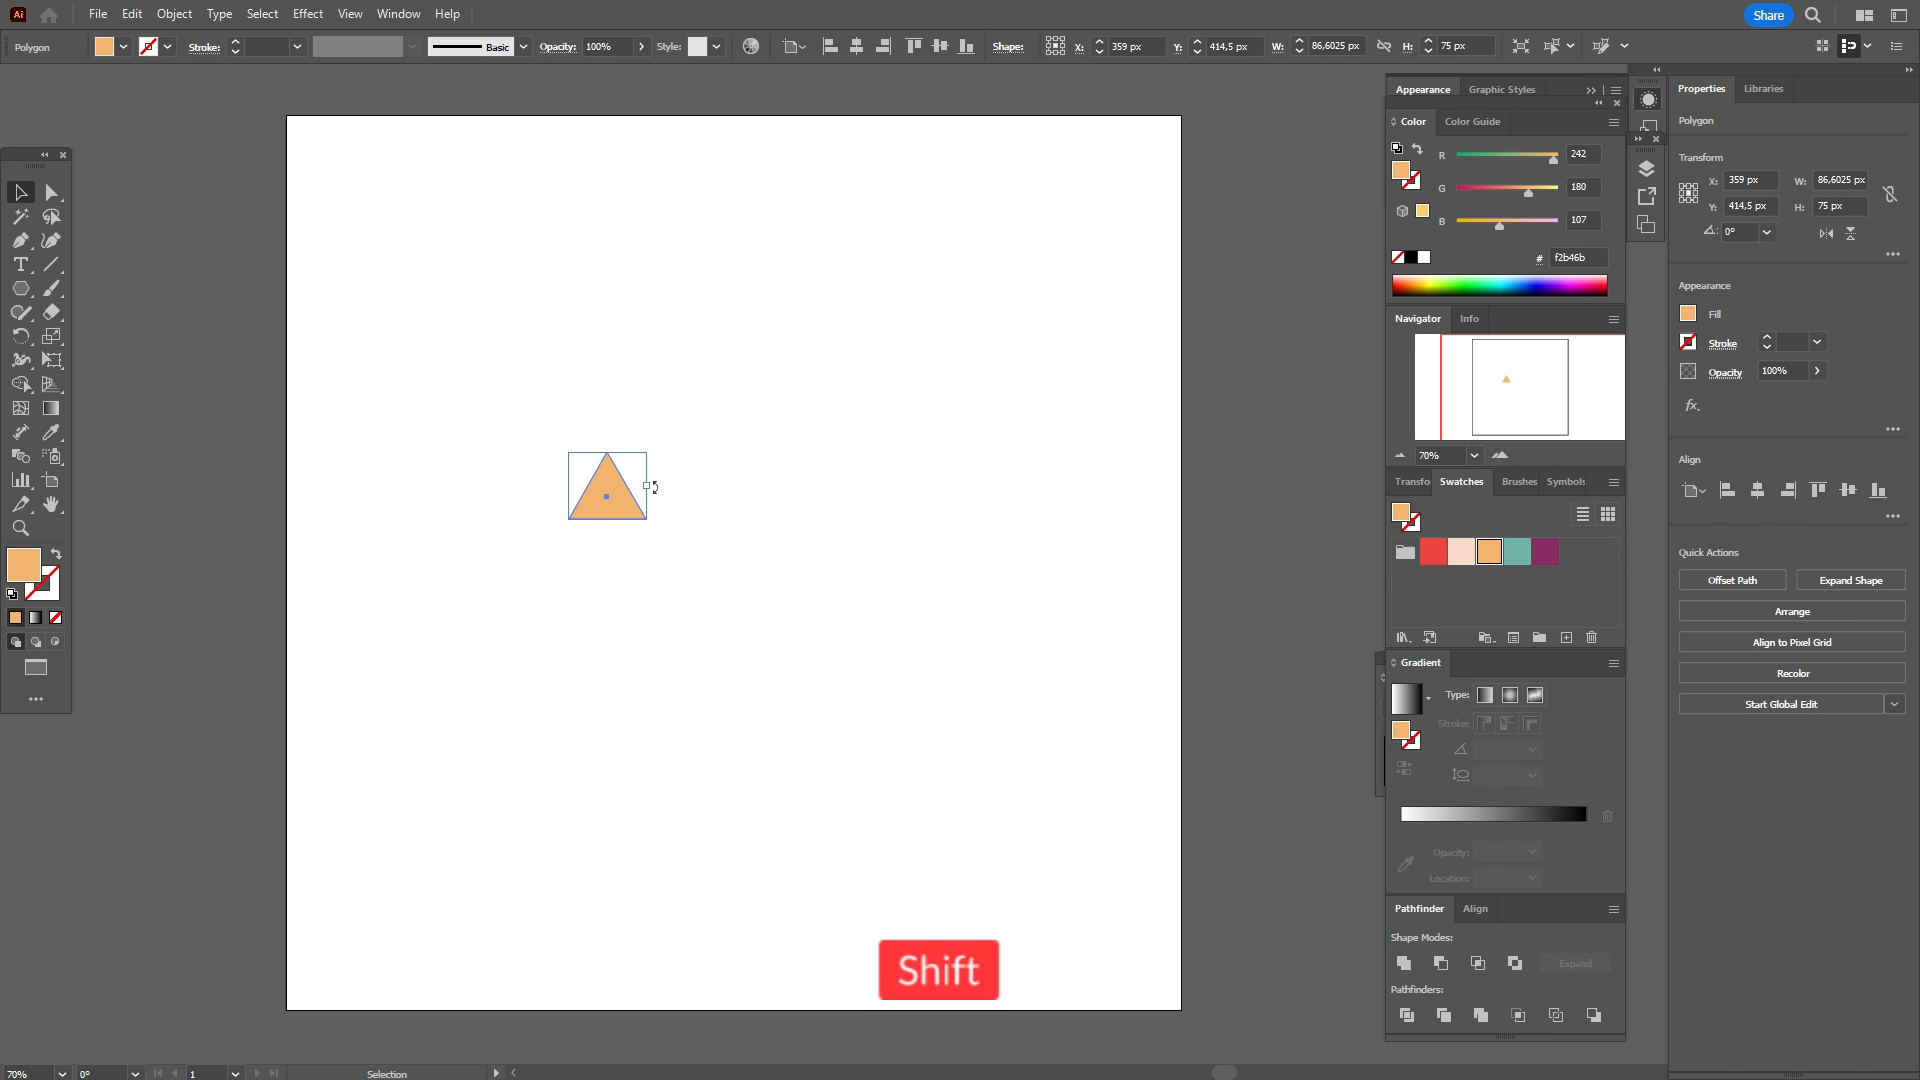 Ai File Edit Object Type Select Effect View Window Help Share
Polygon Stroke: Basic Opacity: 100% Style: Shape: X: 359 px Y: 414,5 px W: 86,6025 px H: 75 px
Appearance Graphic Styles
Color Color Guide
R 242
G 180
B 107
# f2b46b
Navigator Info
70%
Transfo Swatches Brushes Symbols
Gradient
Type:
Stroke:
Opacity:
Location:
Pathfinder Align
Shape Modes:
Expand
Pathfinders:
Properties Libraries
Polygon
Transform
X: 359 px W: 86,6025 px
Y: 414,5 px H: 75 px
0°
Appearance
Fill
Stroke
Opacity 100%
fx.
Align
Quick Actions
Offset Path Expand Shape
Arrange
Align to Pixel Grid
Recolor
Start Global Edit
Shift
70% 0° 1 Selection